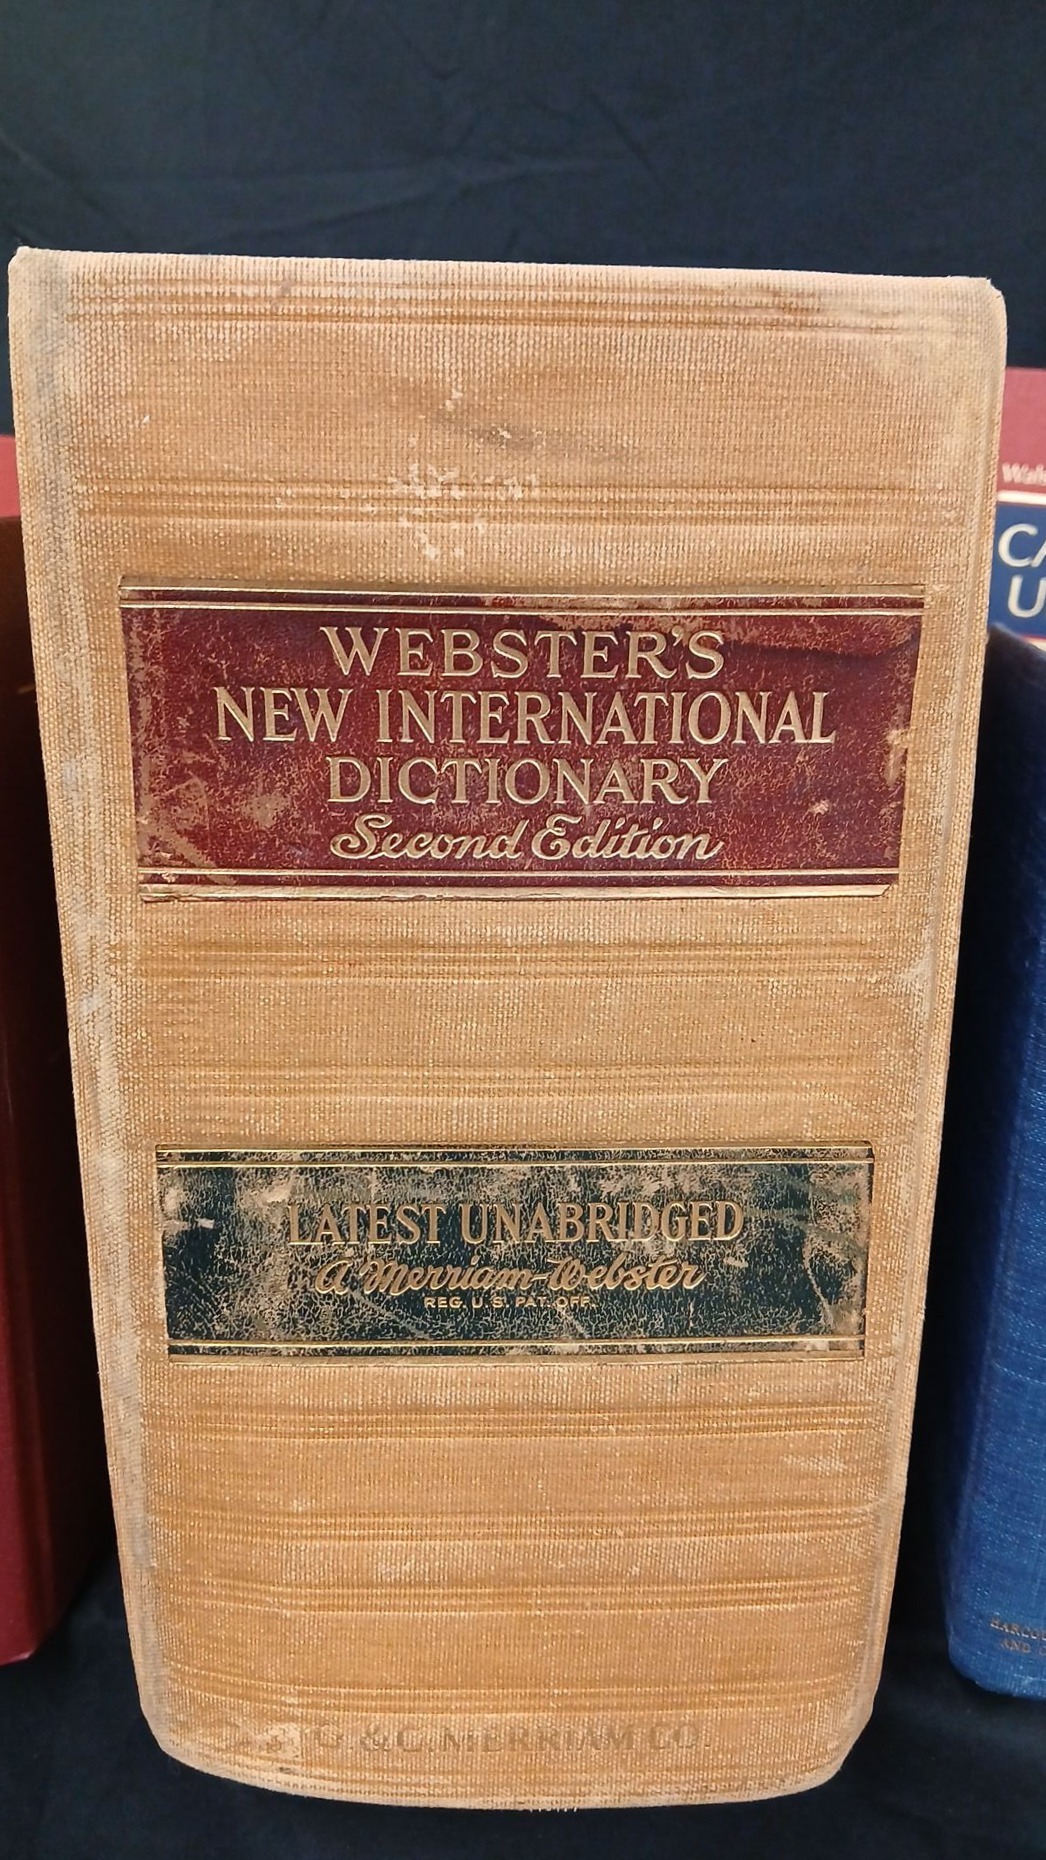 WEBSTER'S
NEW INTERNATIONAL
DICTIONARY
Second Edition
LATEST UNABRIDGED
A Merriam-Webster
REG. U.S. PAT. OFF.
G & C. MERRIAM CO.